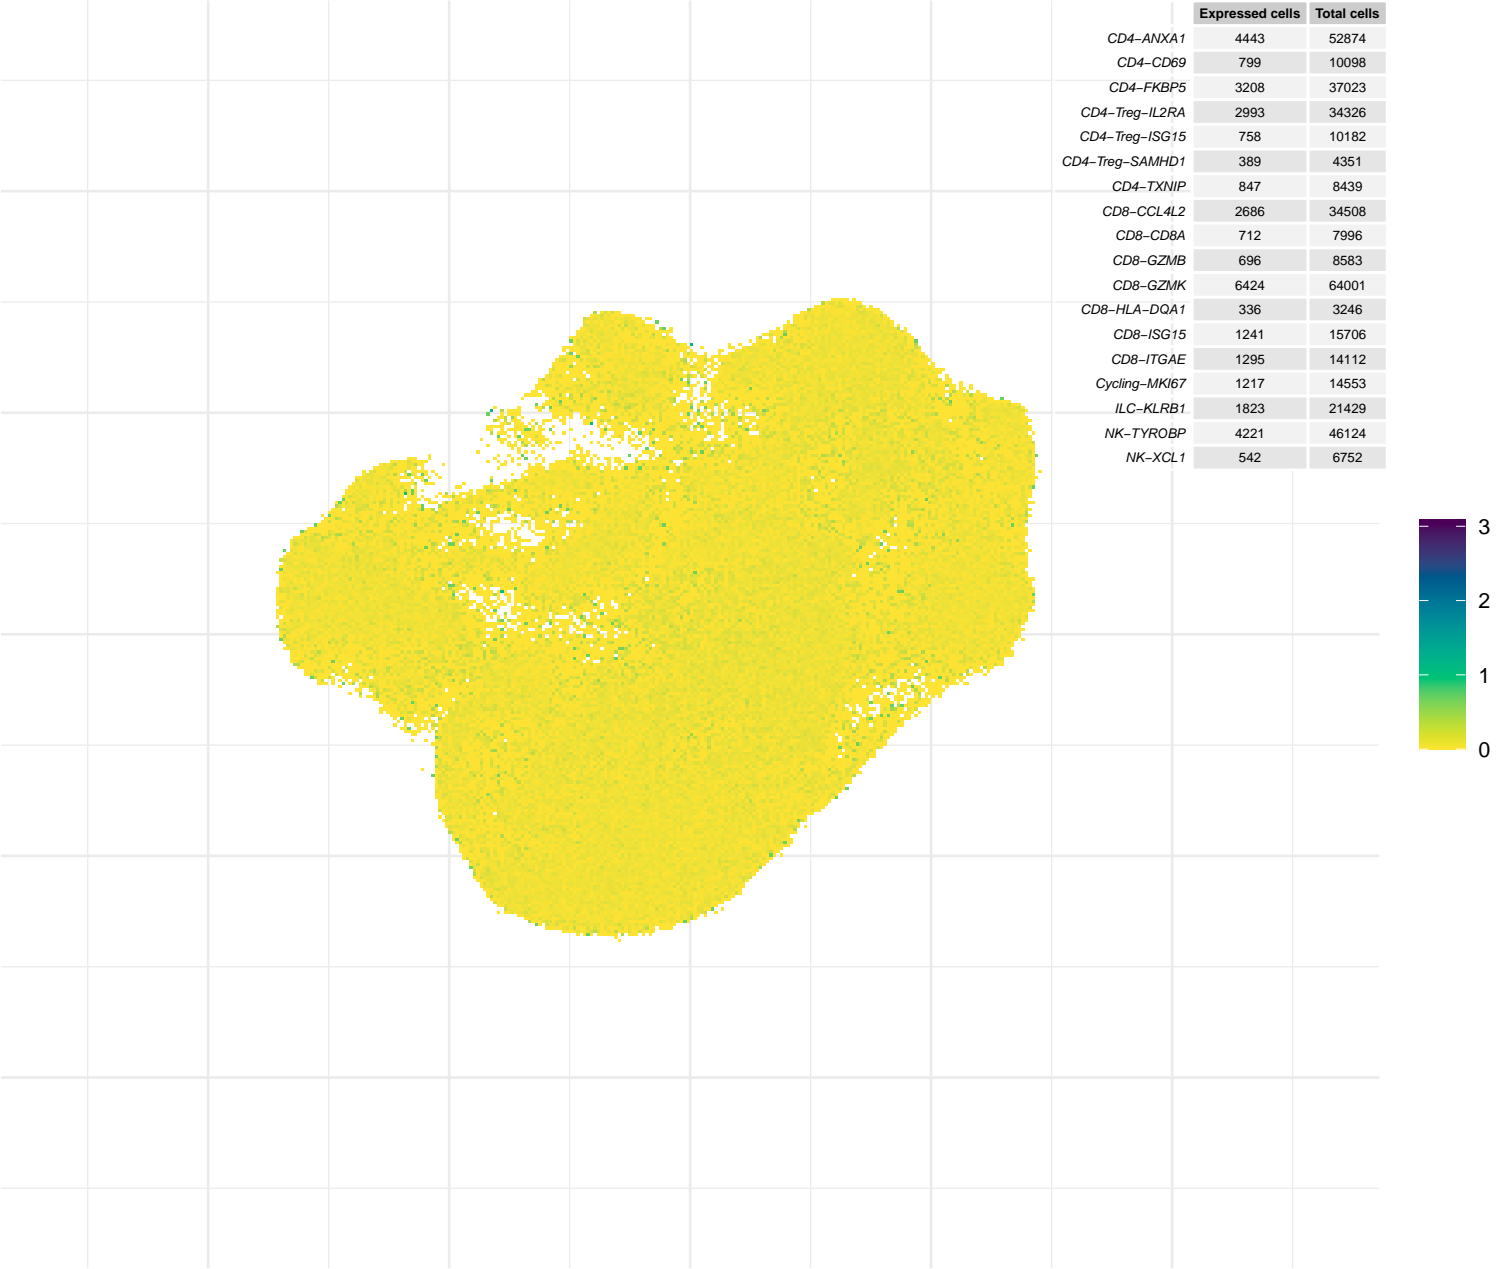 Expressed cells Total cells
CD4−ANXA1 4443 52874
CD4−CD69 799 10098
CD4−FKBP5 3208 37023
CD4−Treg−IL2RA 2993 34326
CD4−Treg−ISG15 758 10182
CD4−Treg−SAMHD1 389 4351
CD4−TXNIP 847 8439
CD8−CCL4L2 2686 34508
CD8−CD8A 712 7996
CD8−GZMB 696 8583
CD8−GZMK 6424 64001
CD8−HLA−DQA1 336 3246
CD8−ISG15 1241 15706
CD8−ITGAE 1295 14112
Cycling−MKI67 1217 14553
ILC−KLRB1 1823 21429
NK−TYROBP 4221 46124
NK−XCL1 542 6752
3
2
1
0